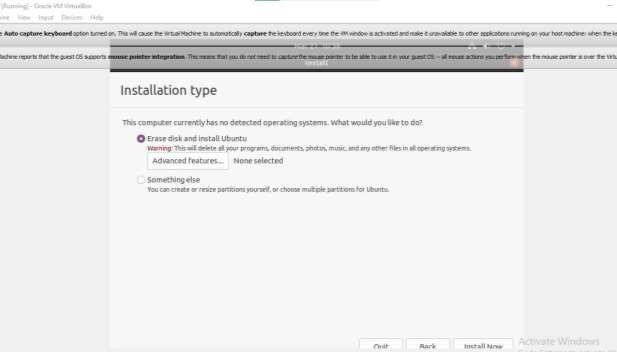 [Running] - Oracle VM VirtualBox
ine View Input Devices Help
e Auto capture keyboard option turned on. This will cause the Virtual Machine to automatically capture the keyboard every time the VM window is activated and make it unavailable to other applications running on your host machine: when the ke
Machine reports that the guest OS supports mouse pointer integration. This means that you do not need to capture the mouse pointer to be able to use it in your guest OS -- all mouse actions you perform when the mouse pointer is over the Virtu
Install
Installation type
This computer currently has no detected operating systems. What would you like to do?
Erase disk and install Ubuntu
Warning: This will delete all your programs, documents, photos, music, and any other files in all operating systems.
Advanced features... None selected
Something else
You can create or resize partitions yourself, or choose multiple partitions for Ubuntu.
Quit Back Install Now
Activate Windows